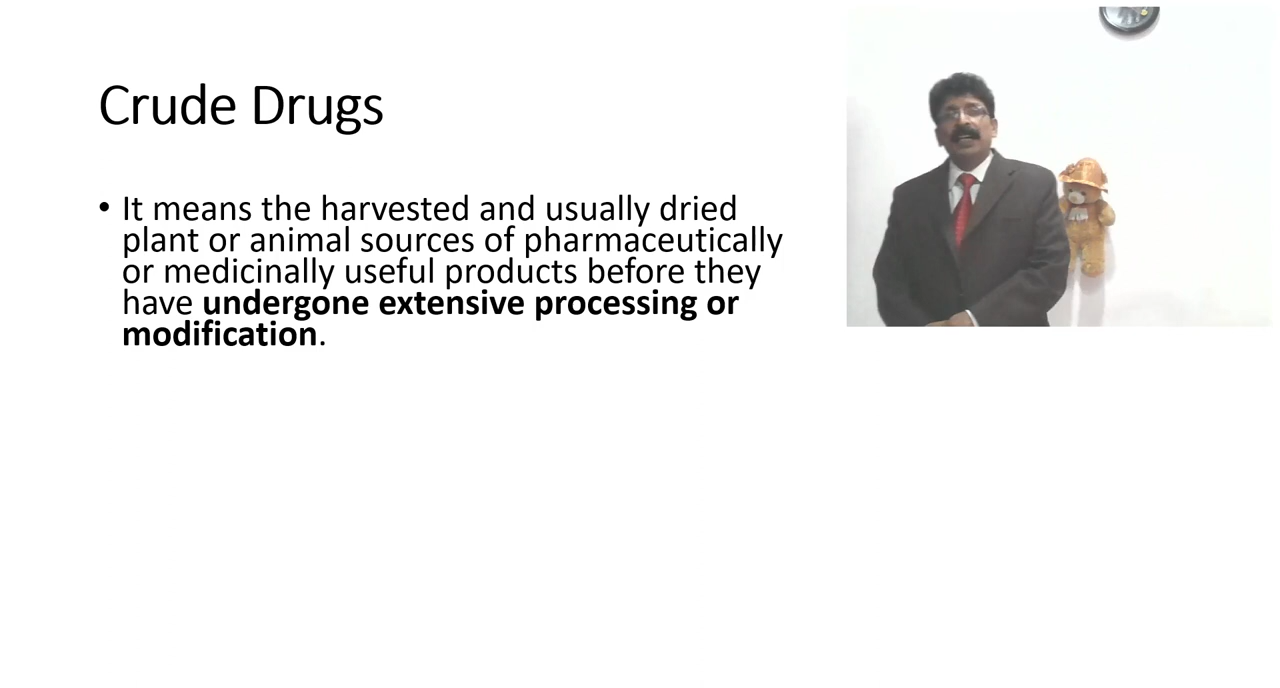 Crude Drugs
• It means the harvested and usually dried
plant or animal sources of pharmaceutically
or medicinally useful products before they
have undergone extensive processing or
modification.